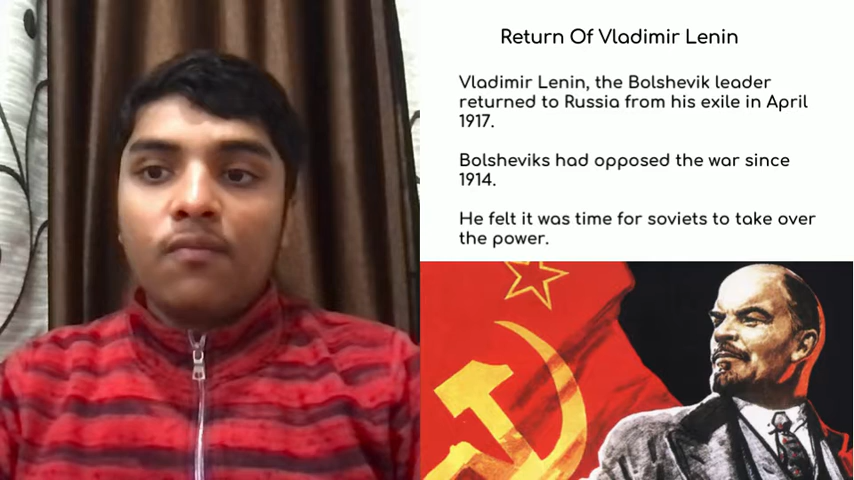 Return Of Vladimir Lenin
Vladimir Lenin, the Bolshevik leader
returned to Russia from his exile in April
1917.
Bolsheviks had opposed the war since
1914.
He felt it was time for soviets to take over
the power.